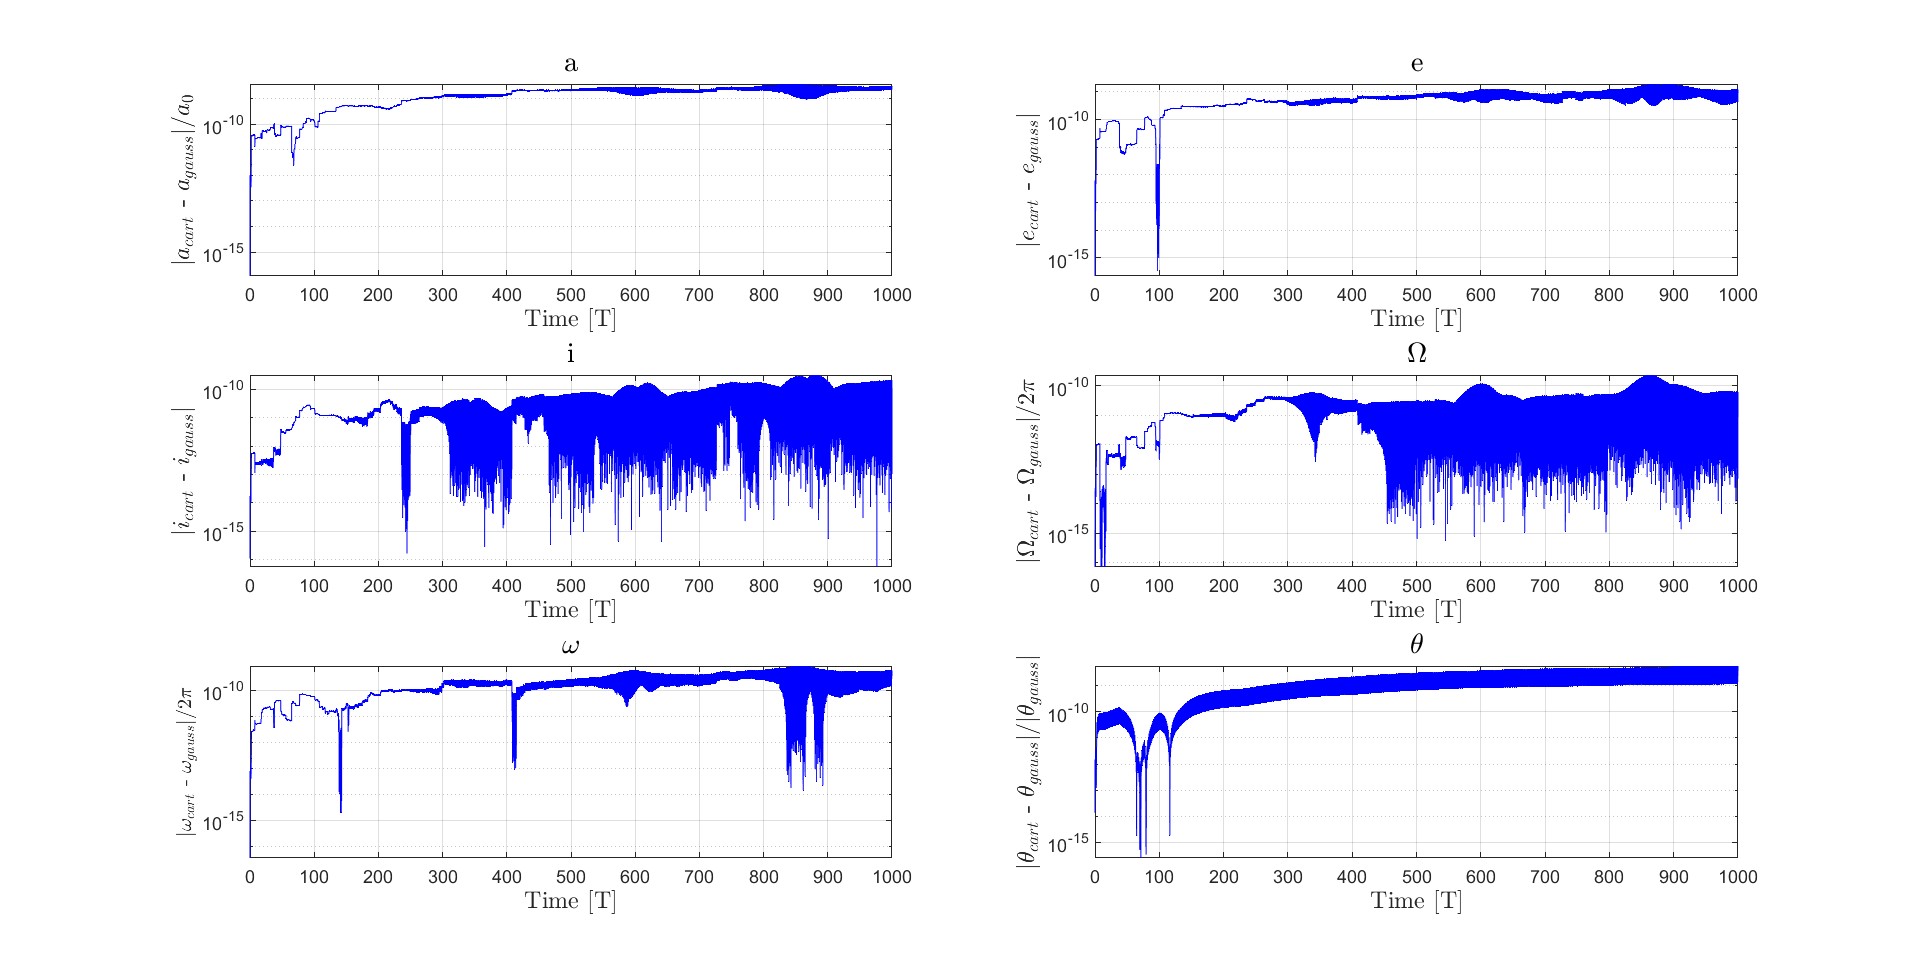 a
|a_cart - a_gauss|/a_0
10^-10
10^-15
0 100 200 300 400 500 600 700 800 900 1000
Time [T]
e
|e_cart - e_gauss|
10^-10
10^-15
0 100 200 300 400 500 600 700 800 900 1000
Time [T]
i
|i_cart - i_gauss|
10^-10
10^-15
0 100 200 300 400 500 600 700 800 900 1000
Time [T]
Ω
|Ω_cart - Ω_gauss|/2π
10^-10
10^-15
0 100 200 300 400 500 600 700 800 900 1000
Time [T]
ω
|ω_cart - ω_gauss|/2π
10^-10
10^-15
0 100 200 300 400 500 600 700 800 900 1000
Time [T]
θ
|θ_cart - θ_gauss|/|θ_gauss|
10^-10
10^-15
0 100 200 300 400 500 600 700 800 900 1000
Time [T]